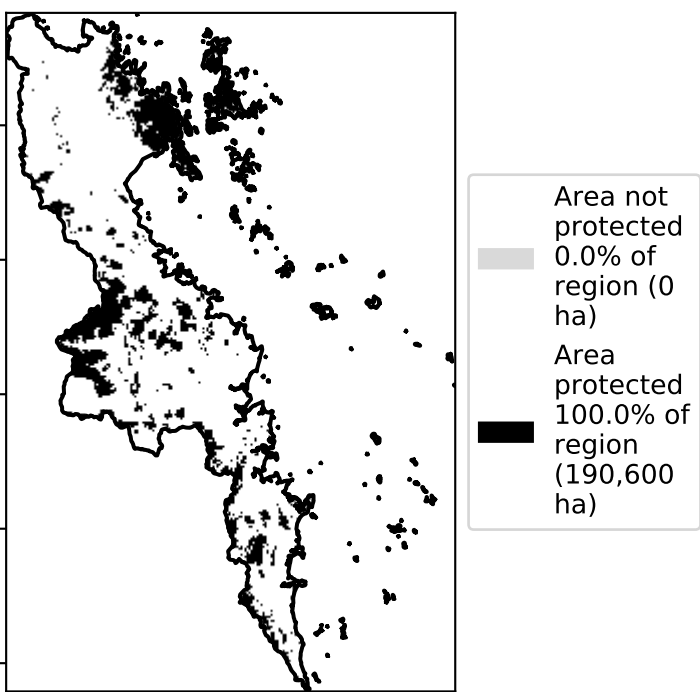 Area not
protected
0.0% of
region (0
ha)
Area
protected
100.0% of
region
(190,600
ha)